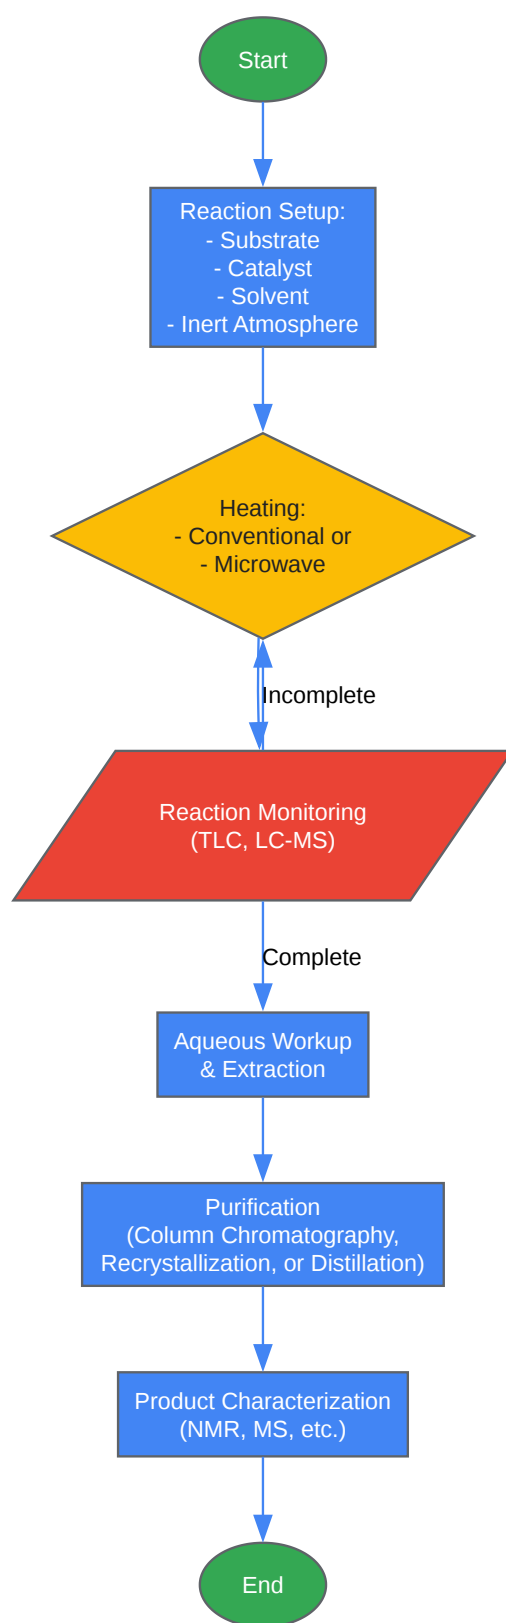 Start
Reaction Setup:
- Substrate
- Catalyst
- Solvent
- Inert Atmosphere
Heating:
- Conventional or
- Microwave
Incomplete
Reaction Monitoring
(TLC, LC-MS)
Complete
Aqueous Workup
& Extraction
Purification
(Column Chromatography,
Recrystallization, or Distillation)
Product Characterization
(NMR, MS, etc.)
End